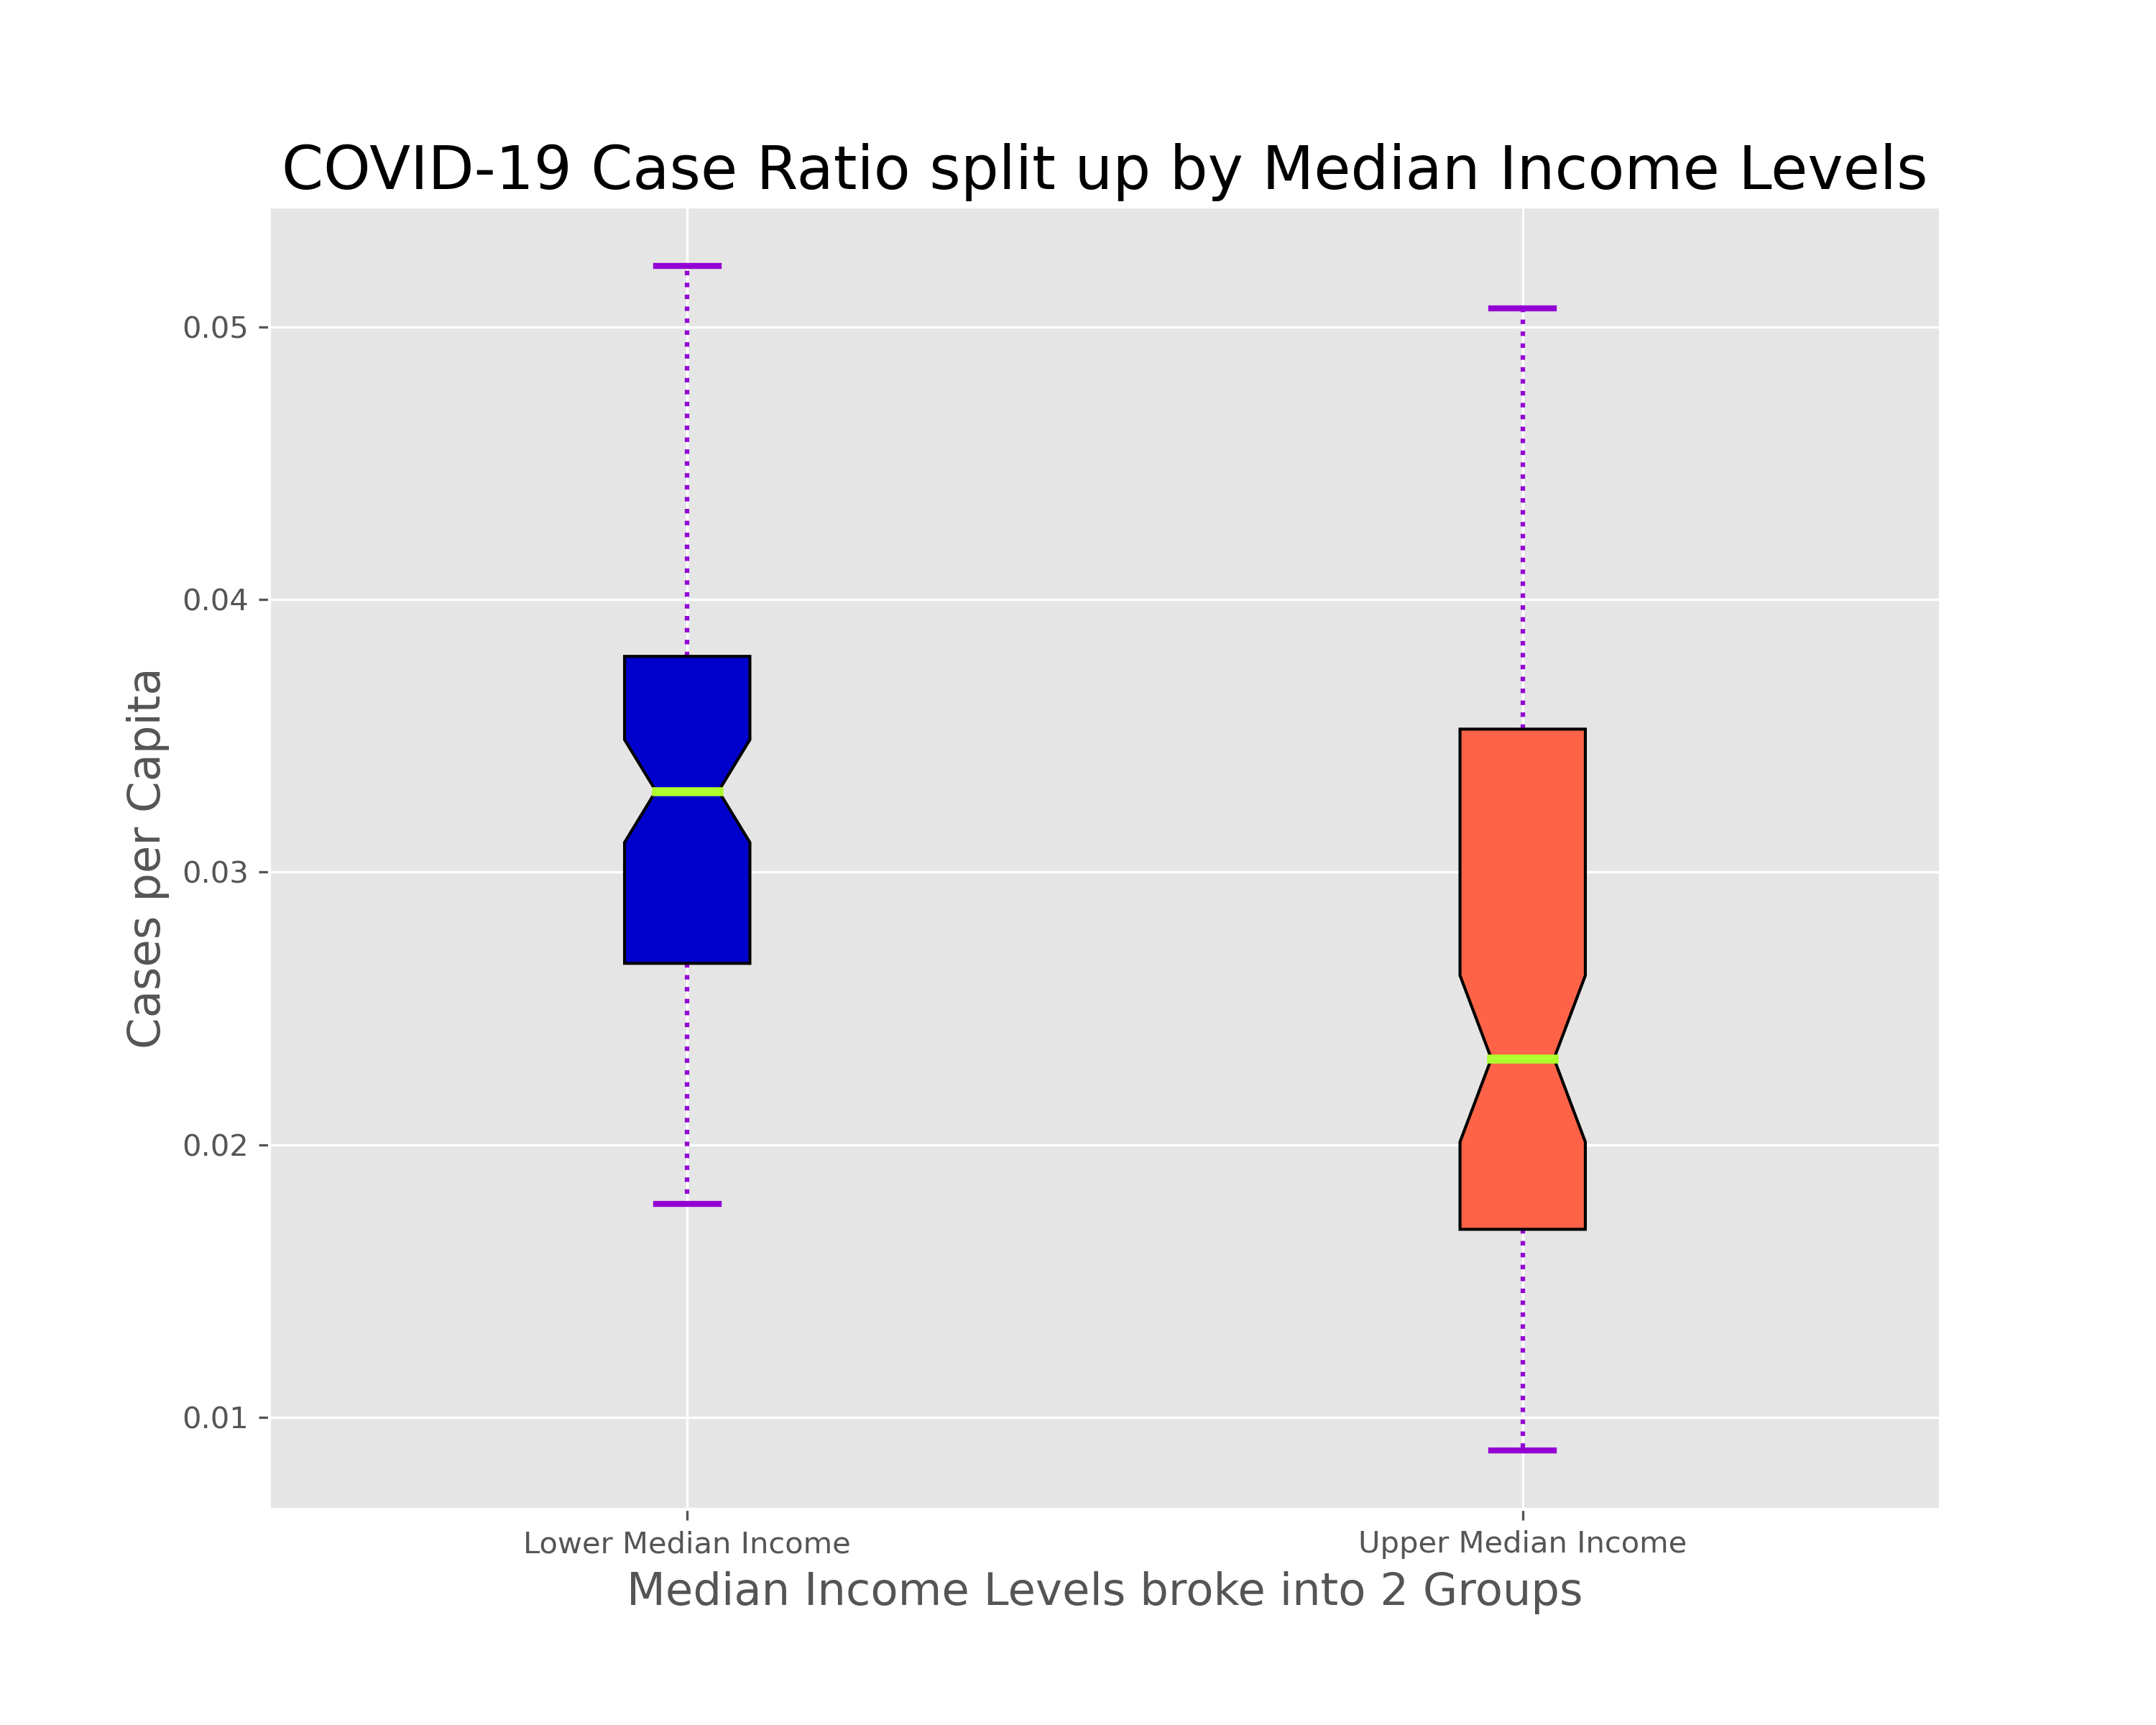 COVID-19 Case Ratio split up by Median Income Levels
Cases per Capita
0.05
0.04
0.03
0.02
0.01
Lower Median Income
Upper Median Income
Median Income Levels broke into 2 Groups